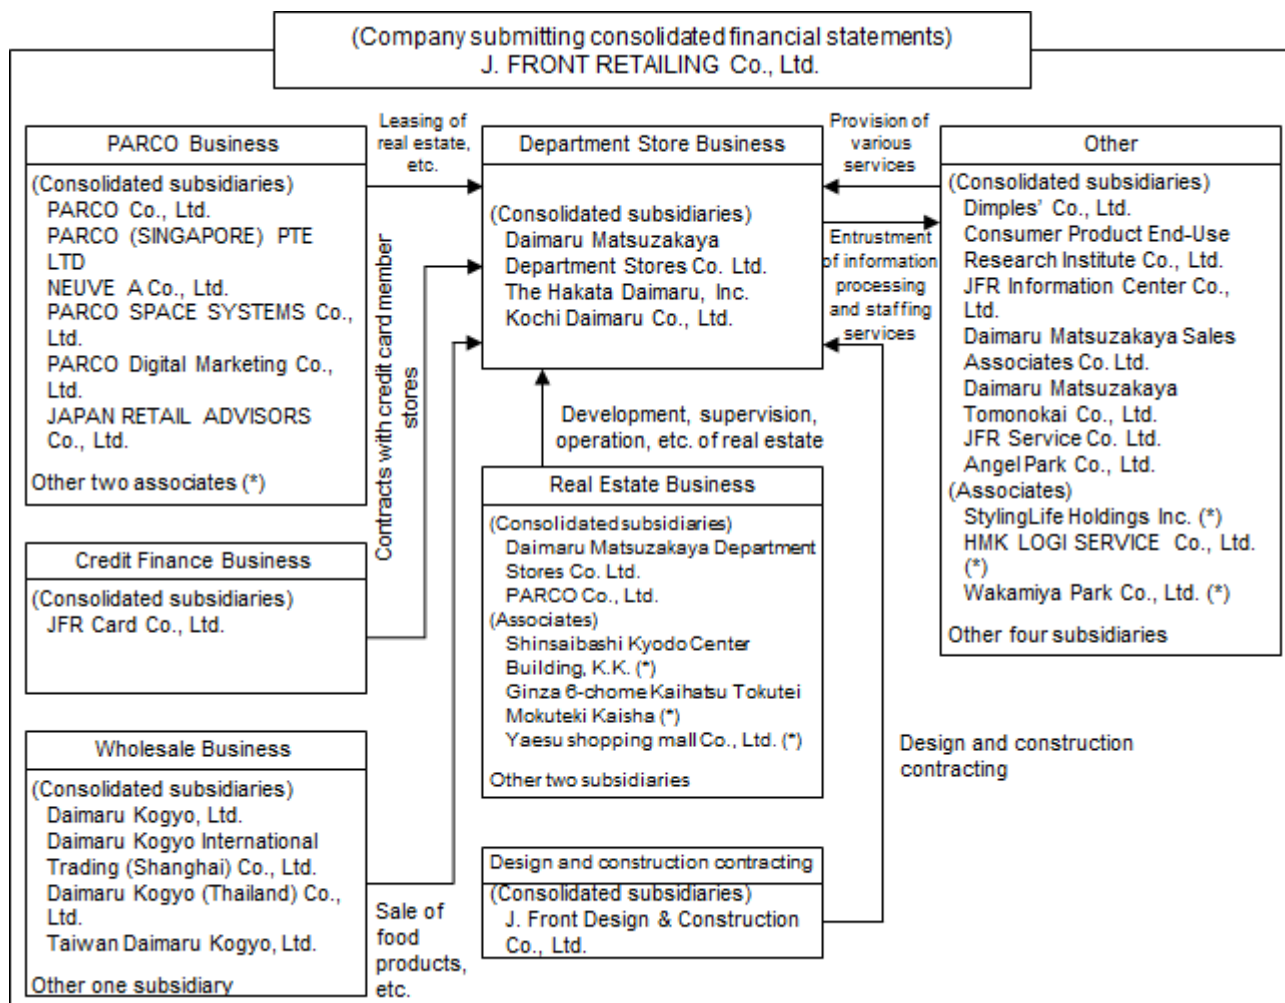 (Company submitting consolidated financial statements)
J. FRONT RETAILING Co., Ltd.
PARCO Business
(Consolidated subsidiaries)
PARCO Co., Ltd.
PARCO (SINGAPORE) PTE
LTD
NEUVE A Co., Ltd.
PARCO SPACE SYSTEMS Co.,
Ltd.
PARCO Digital Marketing Co.,
Ltd.
JAPAN RETAIL ADVISORS
Co., Ltd.
Other two associates (*)
Leasing of
real estate,
etc.
Department Store Business
(Consolidated subsidiaries)
Daimaru Matsuzakaya
Department Stores Co. Ltd.
The Hakata Daimaru, Inc.
Kochi Daimaru Co., Ltd.
Provision of
various
services
Entrustment
of information
processing
and staffing
services
Other
(Consolidated subsidiaries)
Dimples' Co., Ltd.
Consumer Product End-Use
Research Institute Co., Ltd.
JFR Information Center Co.,
Ltd.
Daimaru Matsuzakaya Sales
Associates Co. Ltd.
Daimaru Matsuzakaya
Tomonokai Co., Ltd.
JFR Service Co. Ltd.
Angel Park Co., Ltd.
(Associates)
StylingLife Holdings Inc. (*)
HMK LOGI SERVICE Co., Ltd.
(*)
Wakamiya Park Co., Ltd. (*)
Other four subsidiaries
Contracts with credit card member
stores
Development, supervision,
operation, etc. of real estate
Credit Finance Business
(Consolidated subsidiaries)
JFR Card Co., Ltd.
Real Estate Business
(Consolidated subsidiaries)
Daimaru Matsuzakaya Department
Stores Co. Ltd.
PARCO Co., Ltd.
(Associates)
Shinsaibashi Kyodo Center
Building, K.K. (*)
Ginza 6-chome Kaihatsu Tokutei
Mokuteki Kaisha (*)
Yaesu shopping mall Co., Ltd. (*)
Other two subsidiaries
Wholesale Business
(Consolidated subsidiaries)
Daimaru Kogyo, Ltd.
Daimaru Kogyo International
Trading (Shanghai) Co., Ltd.
Daimaru Kogyo (Thailand) Co.,
Ltd.
Taiwan Daimaru Kogyo, Ltd.
Other one subsidiary
Sale of
food
products,
etc.
Design and construction contracting
(Consolidated subsidiaries)
J. Front Design & Construction
Co., Ltd.
Design and construction
contracting